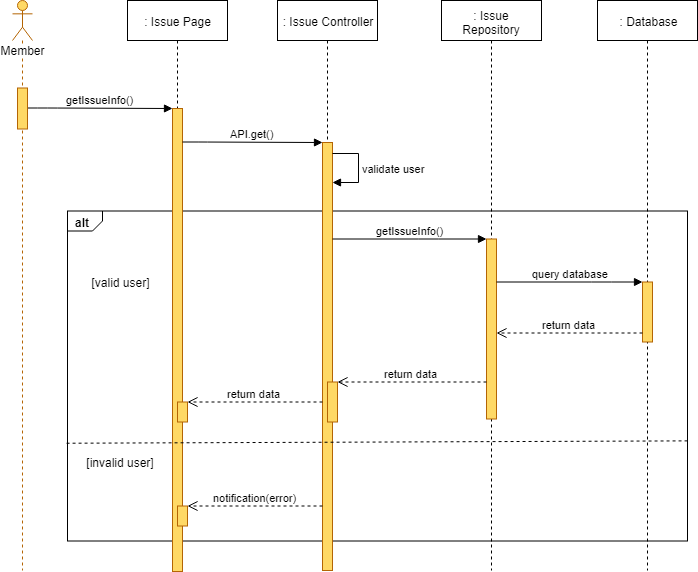 : Issue Page
: Issue Controller
: Issue
Repository
: Database
Member
getIssueInfo()
API.get()
validate user
alt
getIssueInfo()
[valid user]
query database
return data
return data
return data
[invalid user]
notification(error)